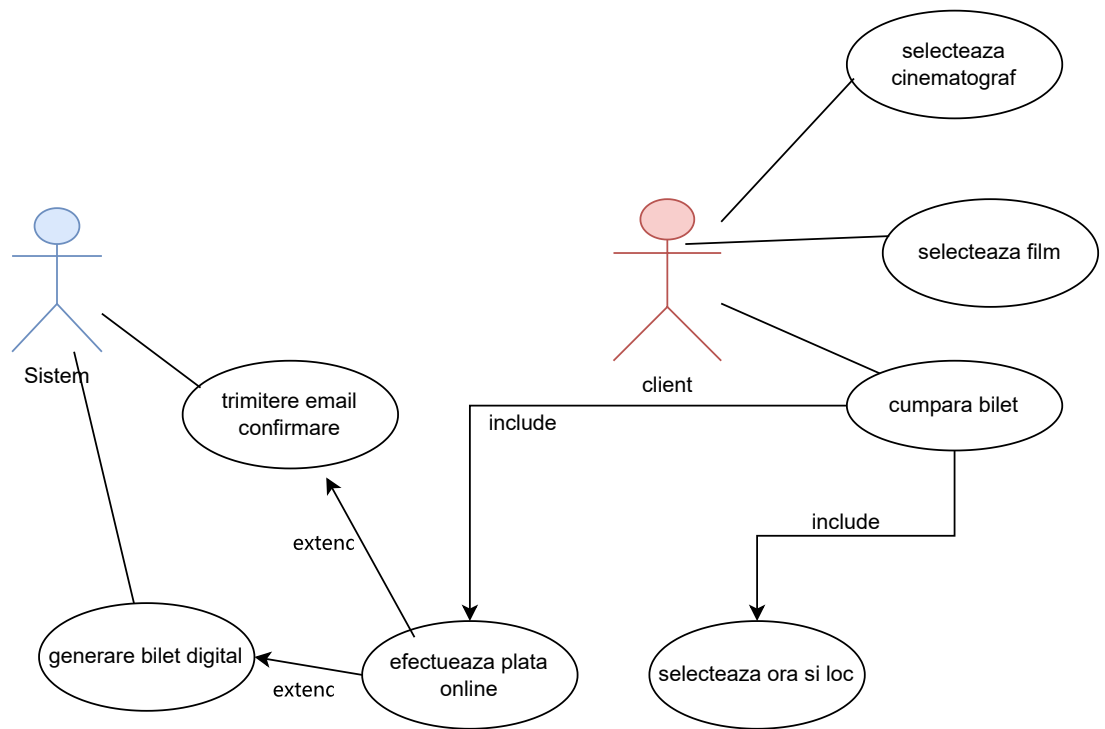 selecteaza
cinematograf
selecteaza film
Sistem
client
trimitere email
confirmare
cumpara bilet
include
include
extenc
generare bilet digital
extenc
efectueaza plata
online
selecteaza ora si loc